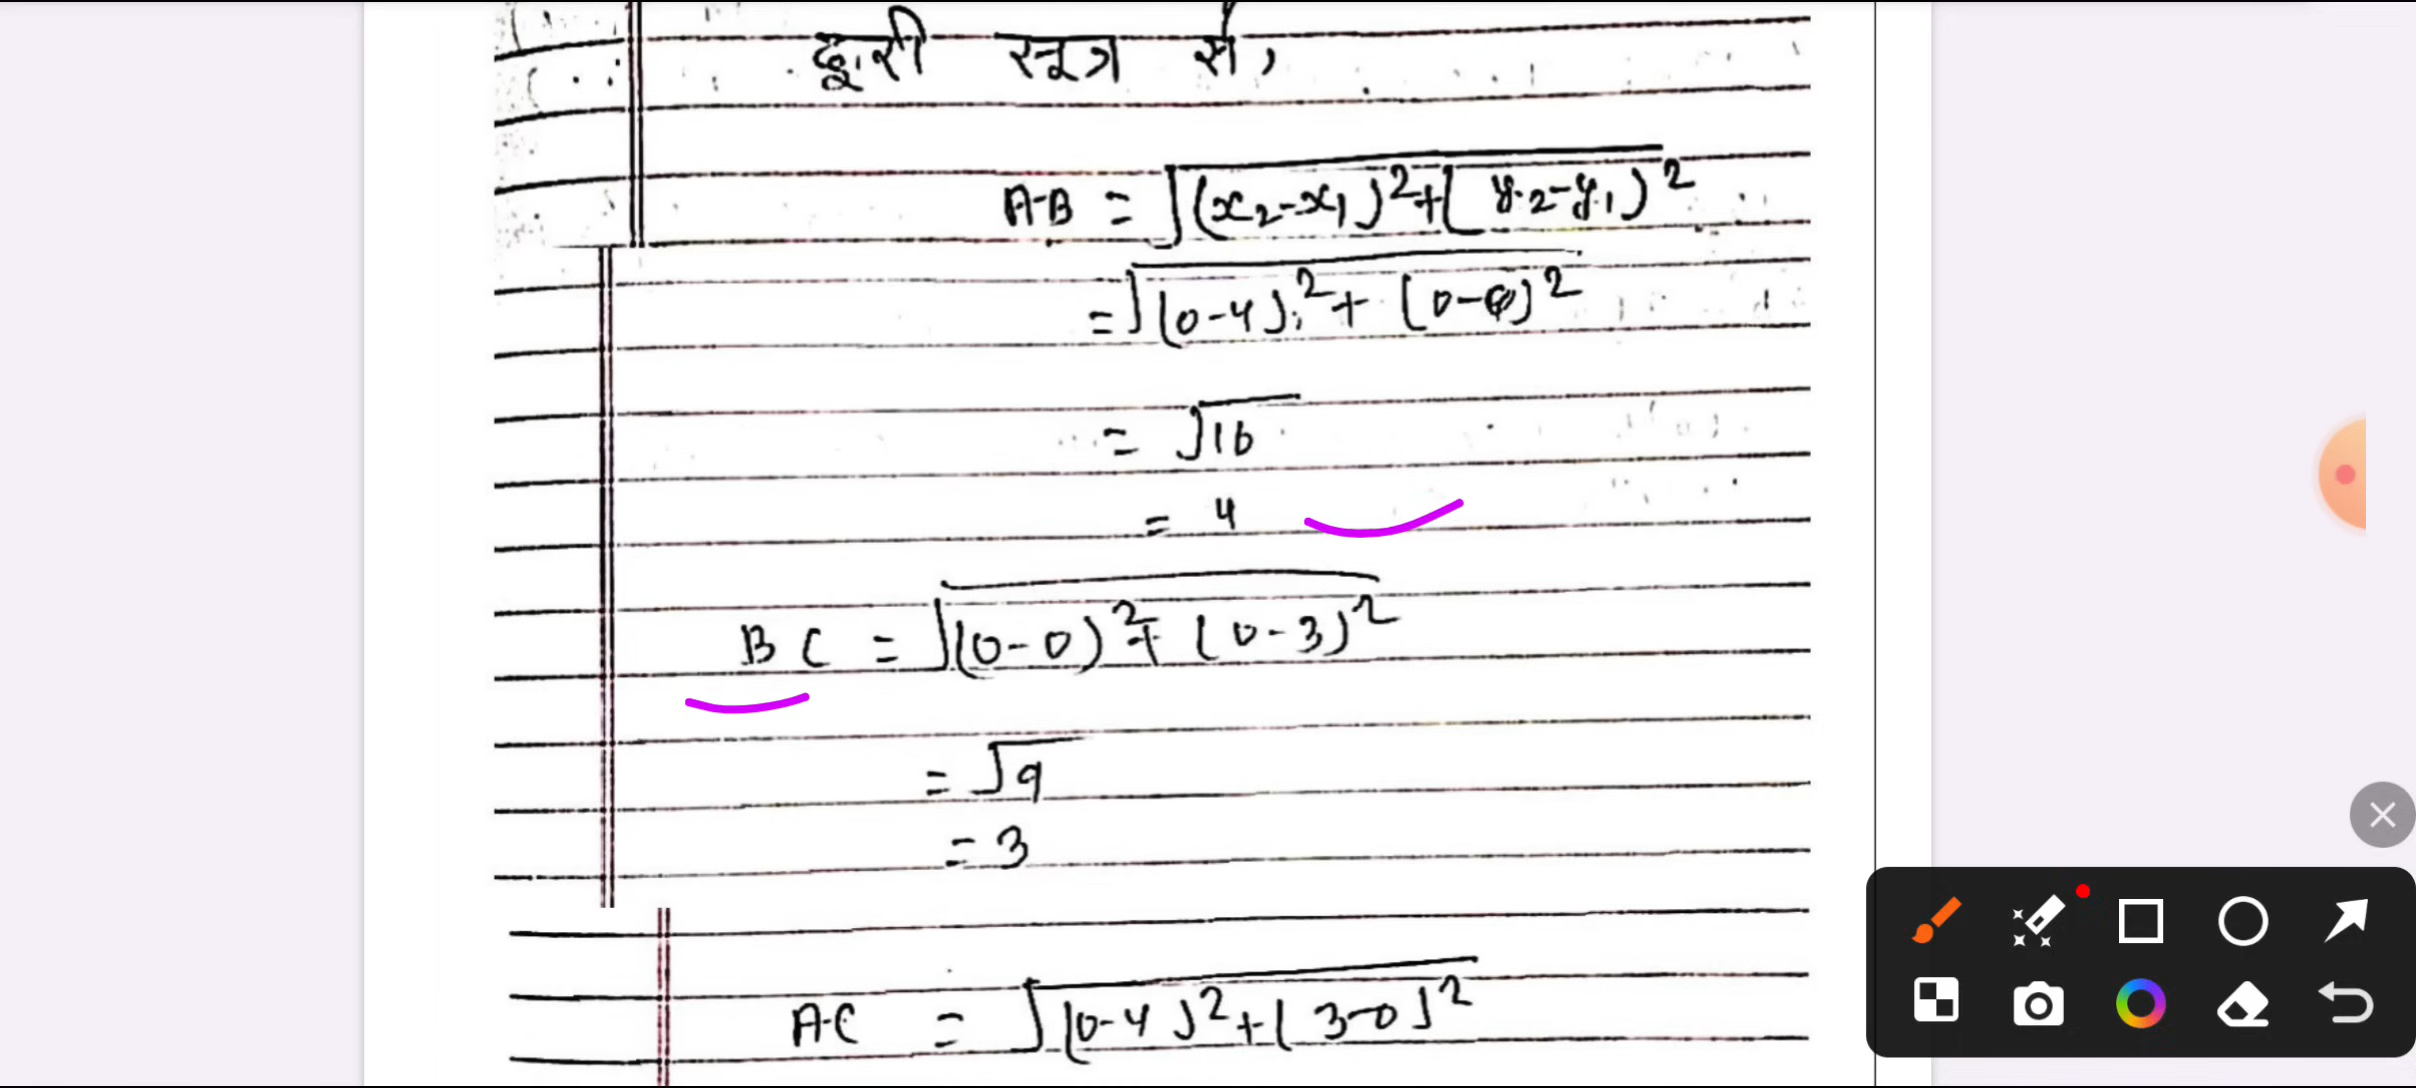 दूरी सूत्र से,
AB = √(x₂-x₁)²+(y₂-y₁)²
= √(0-4)²+(0-0)²
= √16
= 4
BC = √(0-0)²+(0-3)²
= √9
= 3
AC = √(0-4)²+(3-0)²